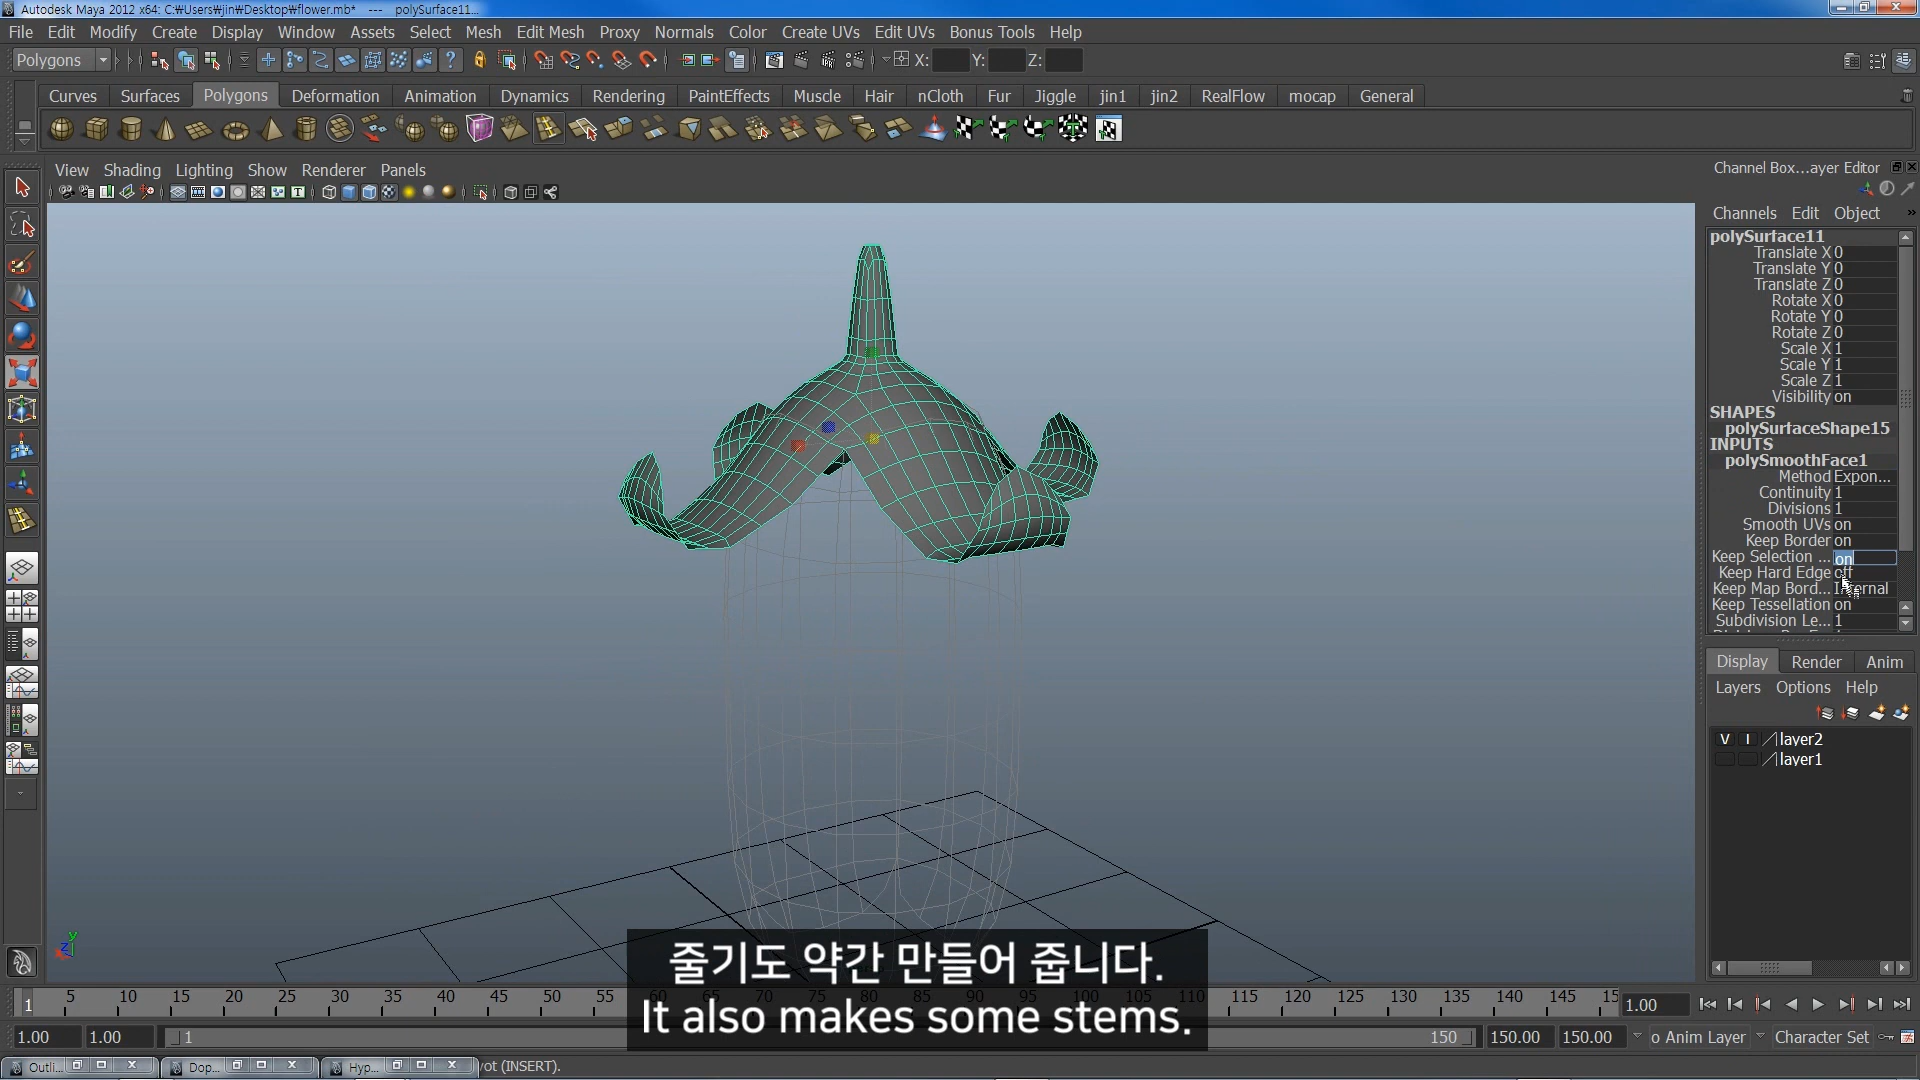 Autodesk Maya 2012 x64: C:₩Users₩jin₩Desktop₩flower.mb*   ---   polySurface11...
File Edit Modify Create Display Window Assets Select Mesh Edit Mesh Proxy Normals Color Create UVs Edit UVs Bonus Tools Help
Polygons X: Y: Z:
Curves Surfaces Polygons Deformation Animation Dynamics Rendering PaintEffects Muscle Hair nCloth Fur Jiggle jin1 jin2 RealFlow mocap General
View Shading Lighting Show Renderer Panels
Channel Box...ayer Editor
Channels Edit Object »
polySurface11
Translate X 0
Translate Y 0
Translate Z 0
Rotate X 0
Rotate Y 0
Rotate Z 0
Scale X 1
Scale Y 1
Scale Z 1
Visibility on
SHAPES
polySurfaceShape15
INPUTS
polySmoothFace1
Method Expon...
Continuity 1
Divisions 1
Smooth UVs on
Keep Border on
Keep Selection ... on
Keep Hard Edge off
Keep Map Bord... Internal
Keep Tessellation on
Subdivision Le... 1
Display Render Anim
Layers Options Help
V I layer2
layer1
줄기도 약간 만들어 줍니다.
It also makes some stems.
1 5 10 15 20 25 30 35 40 45 50 55 60 65 70 75 80 85 90 95 100 105 110 115 120 125 130 135 140 145 15 1.00
1.00 1.00 1 150 150.00 150.00 o Anim Layer Character Set
Outli... Dop... Hyp... vot (INSERT).